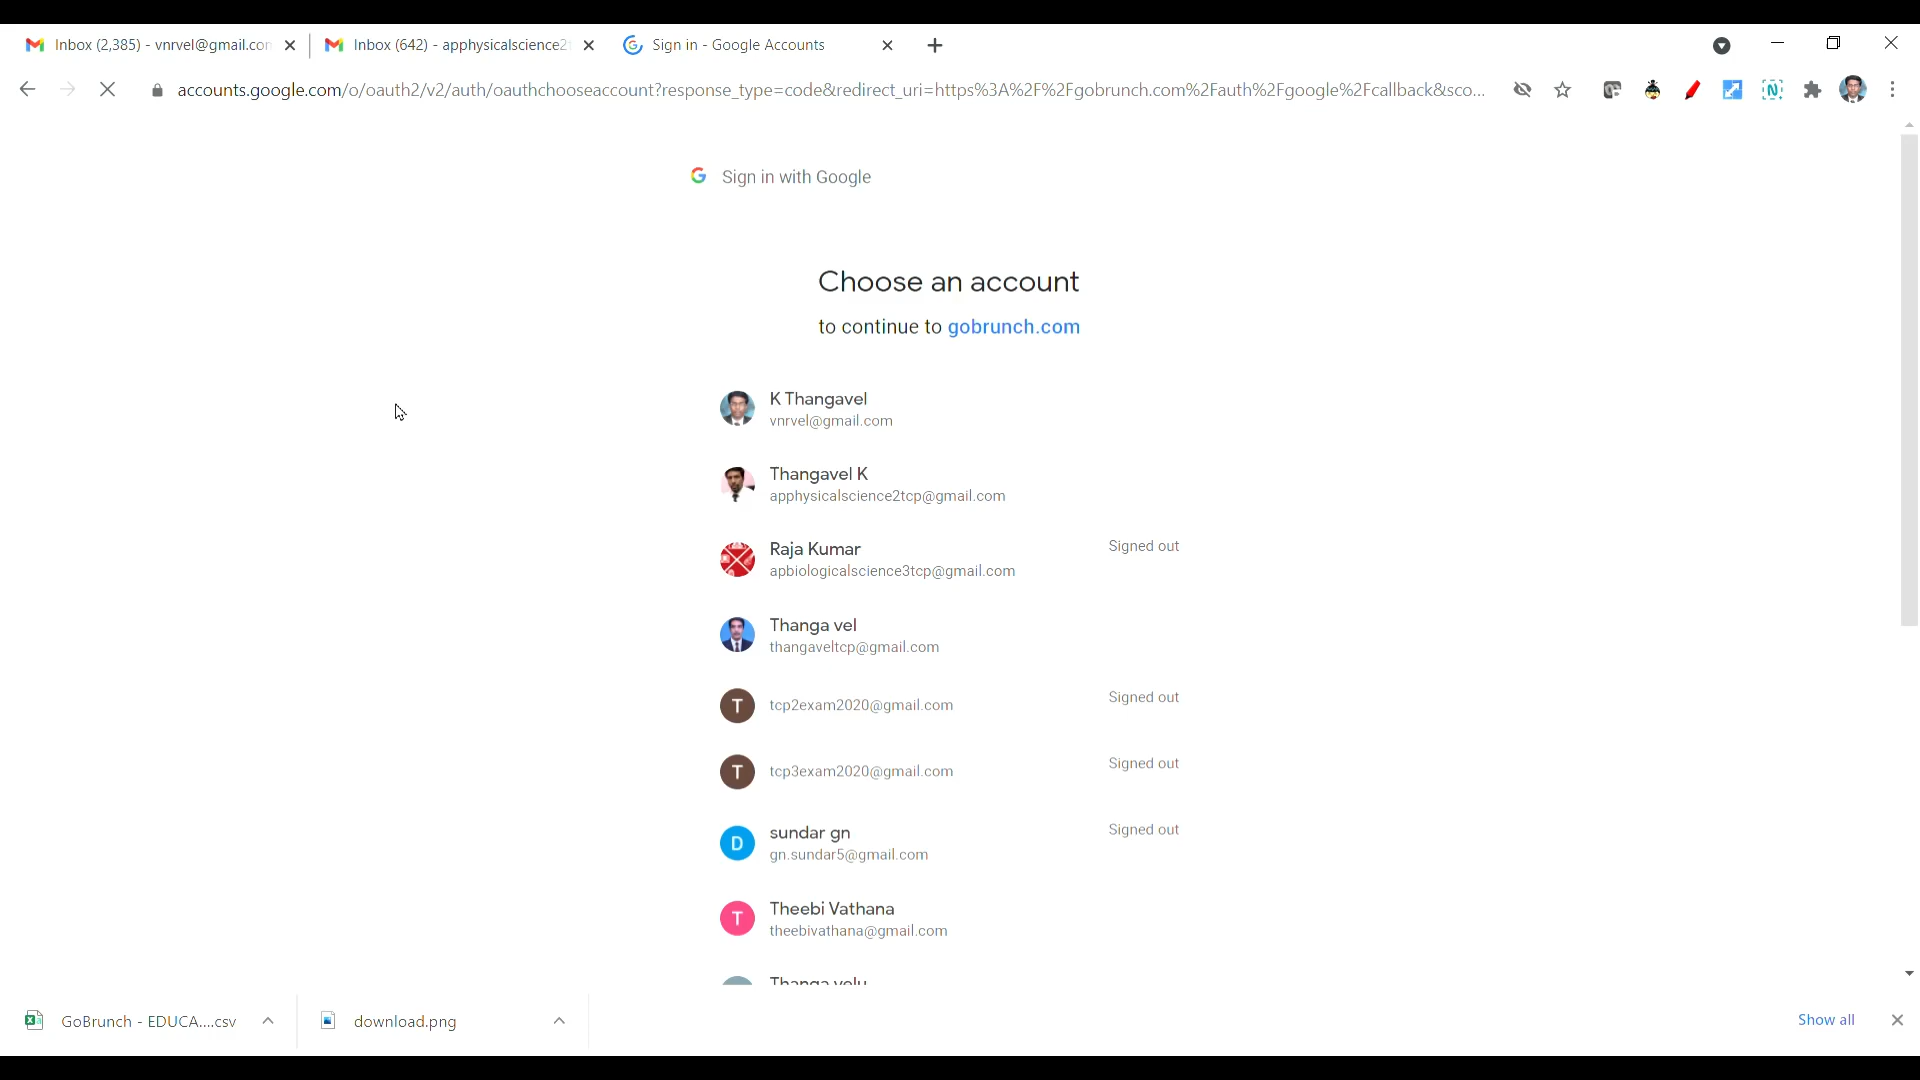 Inbox (2,385) - vnrvel@gmail.con
Inbox (642) - apphysicalscience2
Sign in - Google Accounts
accounts.google.com/o/oauth2/v2/auth/oauthchooseaccount?response_type=code&redirect_uri=https%3A%2F%2Fgobrunch.com%2Fauth%2Fgoogle%2Fcallback&sco...
Sign in with Google
Choose an account
to continue to gobrunch.com
K Thangavel
vnrvel@gmail.com
Thangavel K
apphysicalscience2tcp@gmail.com
Raja Kumar
Signed out
apbiologicalscience3tcp@gmail.com
Thanga vel
thangaveltcp@gmail.com
T tcp2exam2020@gmail.com
Signed out
T tcp3exam2020@gmail.com
Signed out
D sundar gn
Signed out
gn.sundar5@gmail.com
T Theebi Vathana
theebivathana@gmail.com
Thanga velu
GoBrunch - EDUCA....csv
download.png
Show all